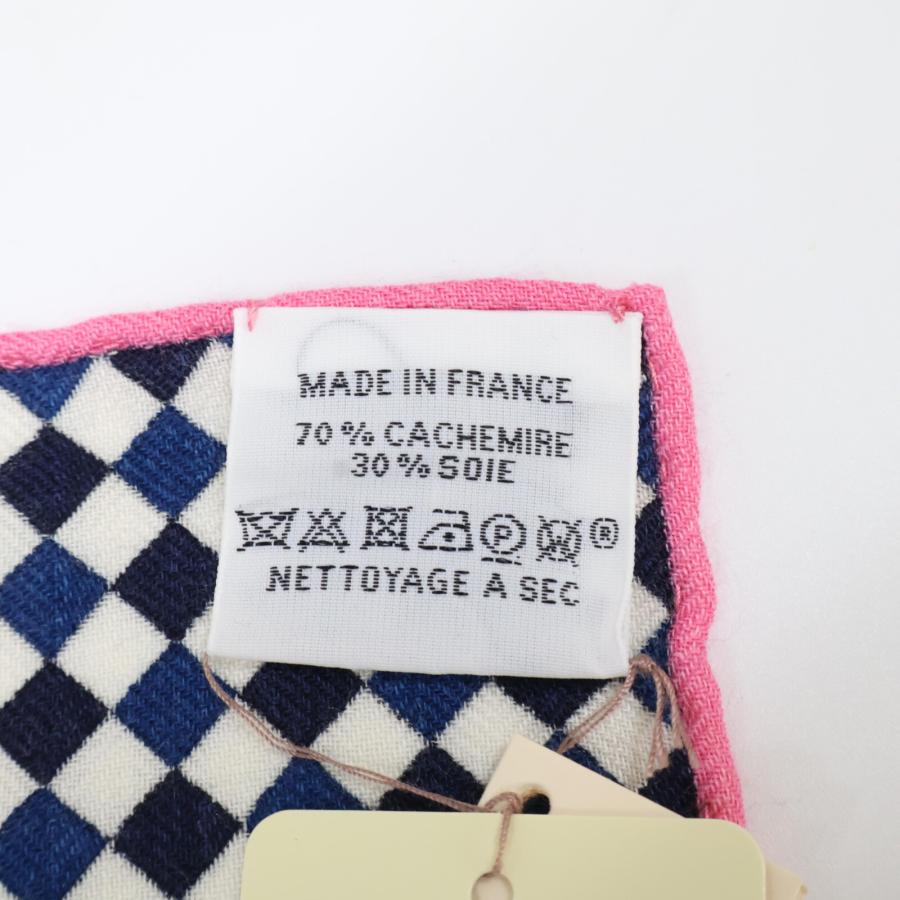 MADE IN FRANCE
70 % CACHEMIRE
30 % SOIE
P ®
NETTOYAGE A SEC